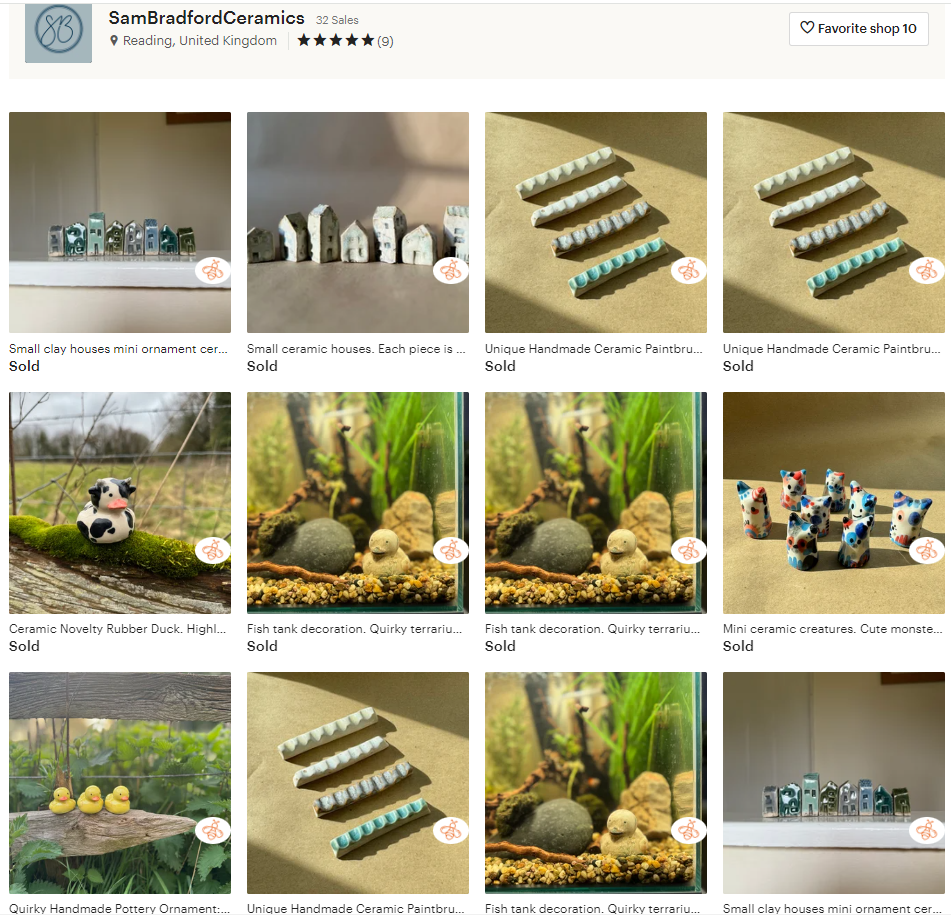 SB
SamBradfordCeramics 32 Sales
Reading, United Kingdom ★★★★★ (9)
Favorite shop 10
Small clay houses mini ornament cer...
Sold
Small ceramic houses. Each piece is ...
Sold
Unique Handmade Ceramic Paintbru...
Sold
Unique Handmade Ceramic Paintbru...
Sold
Ceramic Novelty Rubber Duck. Highl...
Sold
Fish tank decoration. Quirky terrariu...
Sold
Fish tank decoration. Quirky terrariu...
Sold
Mini ceramic creatures. Cute monste...
Sold
Quirky Handmade Pottery Ornament:...
Unique Handmade Ceramic Paintbru...
Fish tank decoration. Quirky terrariu...
Small clay houses mini ornament cer...